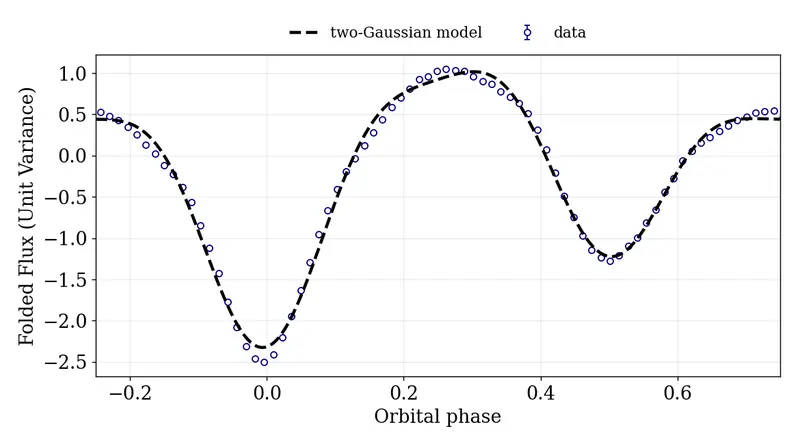 two-Gaussian model data
1.0
0.5
0.0
−0.5
−1.0
−1.5
−2.0
−2.5
Folded Flux (Unit Variance)
−0.2 0.0 0.2 0.4 0.6
Orbital phase